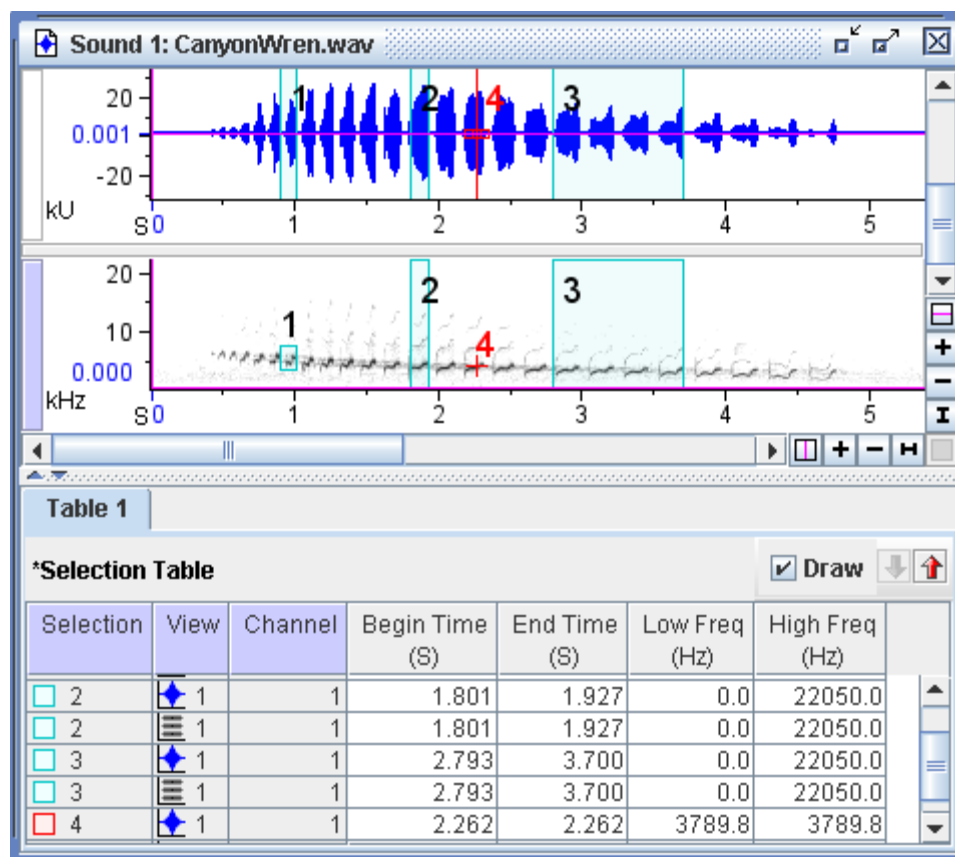 Sound 1: CanyonWren.wav
20
0.001
-20
kU
S 0 1 2 3 4 5
1 2 4 3
20
10
0.000
kHz
S 0 1 2 3 4 5
1 2 4 3
Table 1
*Selection Table Draw
Selection View Channel Begin Time (S) End Time (S) Low Freq (Hz) High Freq (Hz)
2 1 1 1.801 1.927 0.0 22050.0
2 1 1 1.801 1.927 0.0 22050.0
3 1 1 2.793 3.700 0.0 22050.0
3 1 1 2.793 3.700 0.0 22050.0
4 1 1 2.262 2.262 3789.8 3789.8